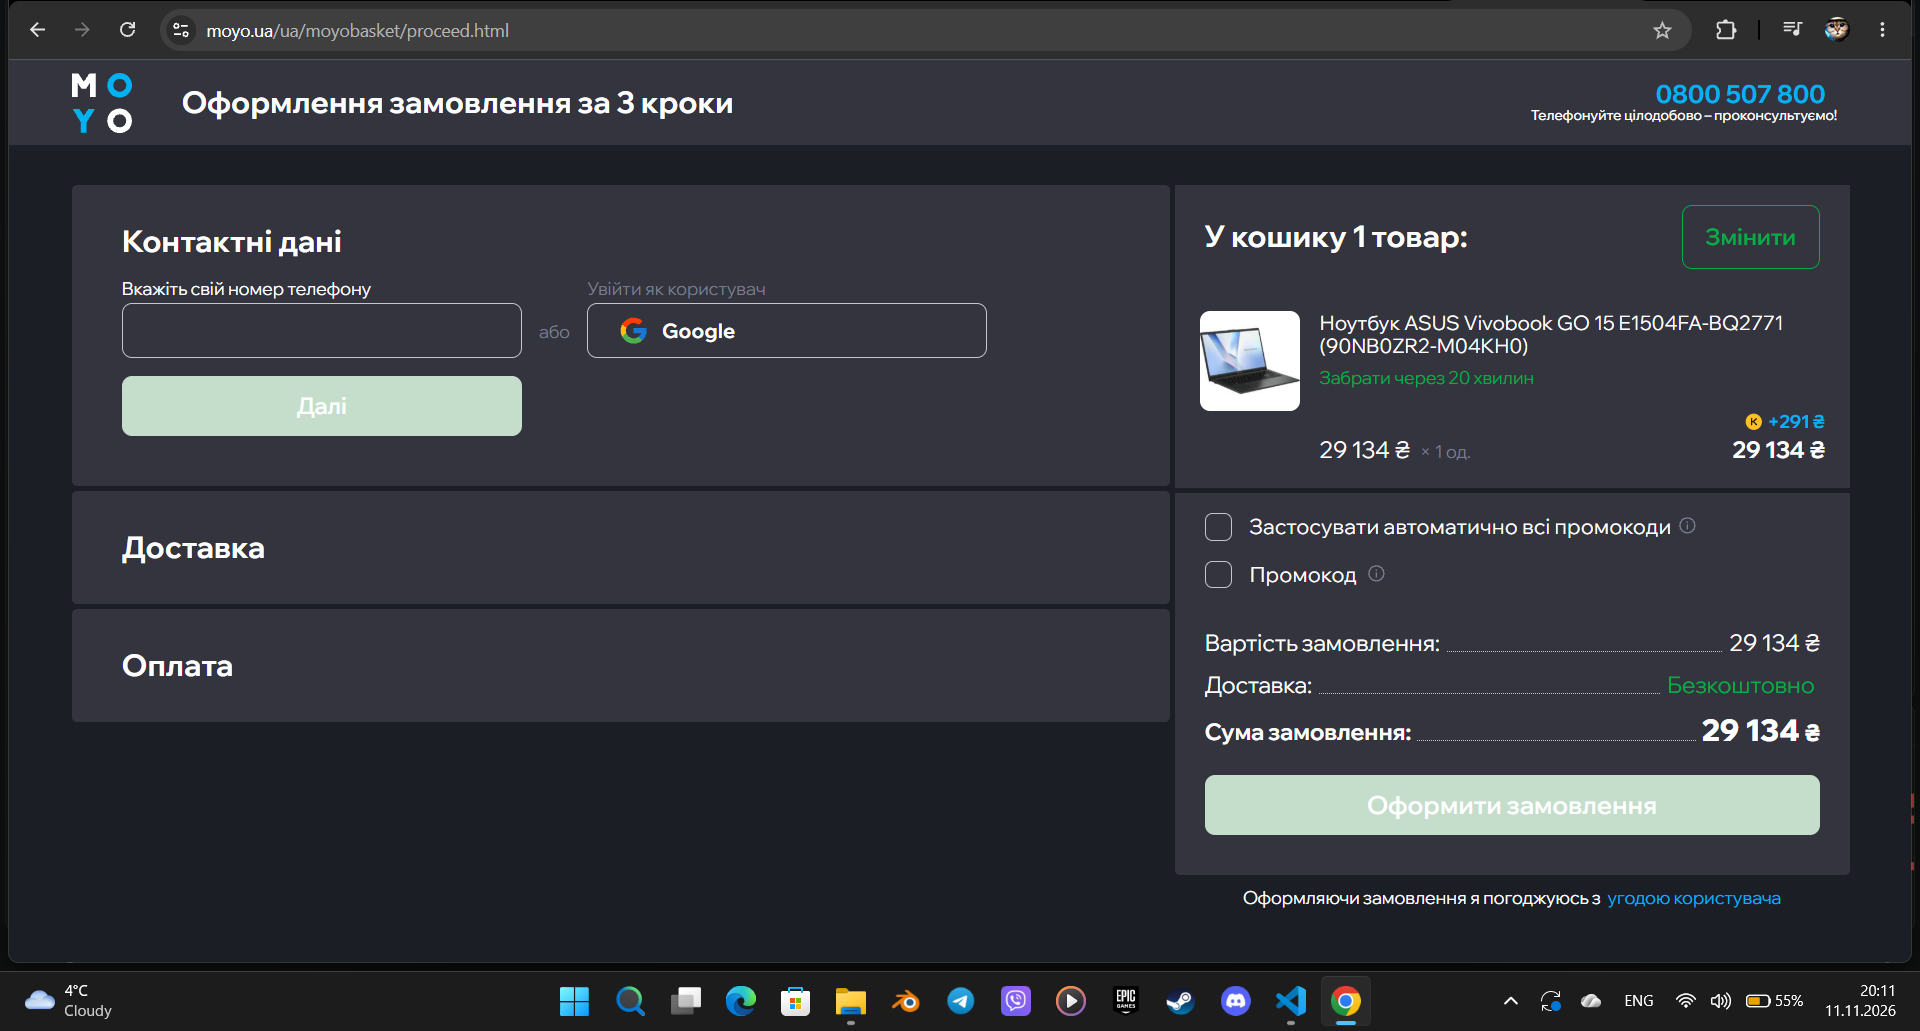 moyo.ua/ua/moyobasket/proceed.html
MO
YO
Оформлення замовлення за 3 кроки
0800 507 800
Телефонуйте цілодобово – проконсультуємо!
Контактні дані
Вкажіть свій номер телефону
або
Увійти як користувач
Google
Далі
Доставка
Оплата
У кошику 1 товар:
Змінити
Ноутбук ASUS Vivobook GO 15 E1504FA-BQ2771
(90NB0ZR2-M04KH0)
Забрати через 20 хвилин
K +291 ₴
29 134 ₴ × 1 од. 29 134 ₴
Застосувати автоматично всі промокоди
Промокод
Вартість замовлення: 29 134 ₴
Доставка: Безкоштовно
Сума замовлення: 29 134 ₴
Оформити замовлення
Оформляючи замовлення я погоджуюсь з угодою користувача
4°C
Cloudy
EPIC
GAMES
ENG
55%
20:11
11.11.2026